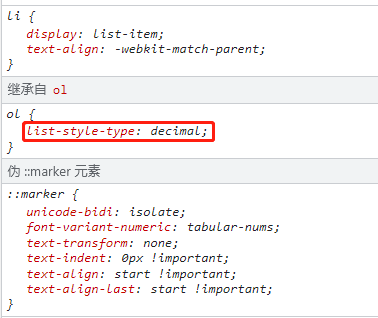 li {
display: list-item;
text-align: -webkit-match-parent;
}
继承自 ol
ol {
list-style-type: decimal;
}
伪 ::marker 元素
::marker {
unicode-bidi: isolate;
font-variant-numeric: tabular-nums;
text-transform: none;
text-indent: 0px !important;
text-align: start !important;
text-align-last: start !important;
}